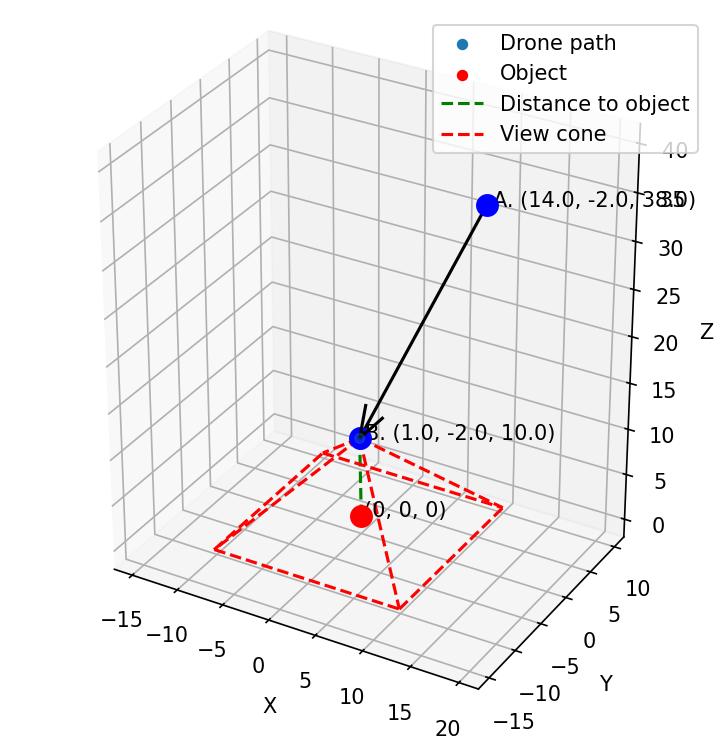 Drone path
Object
Distance to object
View cone
40
A. (14.0, -2.0, 38.0)
35
30
25
Z
20
15
10
B. (1.0, -2.0, 10.0)
5
(0, 0, 0)
0
10
5
0
−5
−10
−15
Y
−15
−10
−5
0
5
10
15
20
X